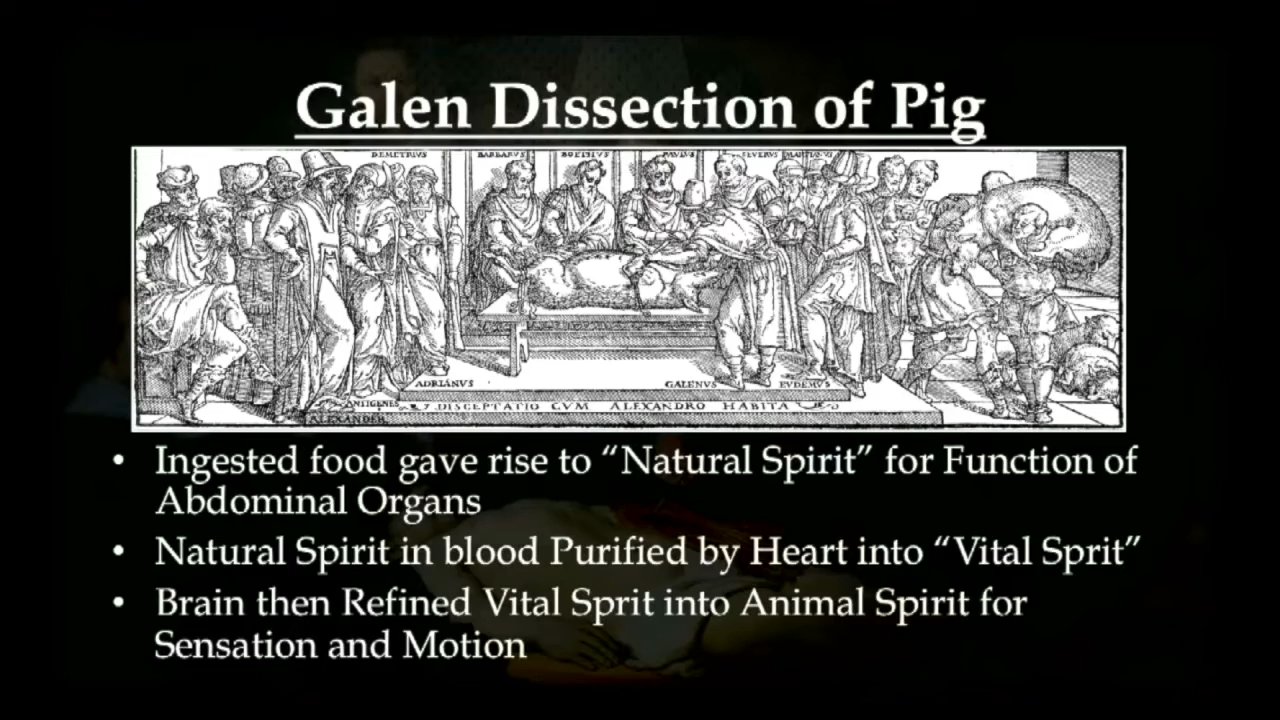 Galen Dissection of Pig
DEMETRIVS BARBARVS BOETIVS PAVLVS SEVERVS MARTIALIS
ADRIANVS GALENVS EVDEMVS
ANTIGENES DISCEPTATIO CVM ALEXANDRO HABITA
ALEXANDER
• Ingested food gave rise to “Natural Spirit” for Function of
Abdominal Organs
• Natural Spirit in blood Purified by Heart into “Vital Sprit”
• Brain then Refined Vital Sprit into Animal Spirit for
Sensation and Motion